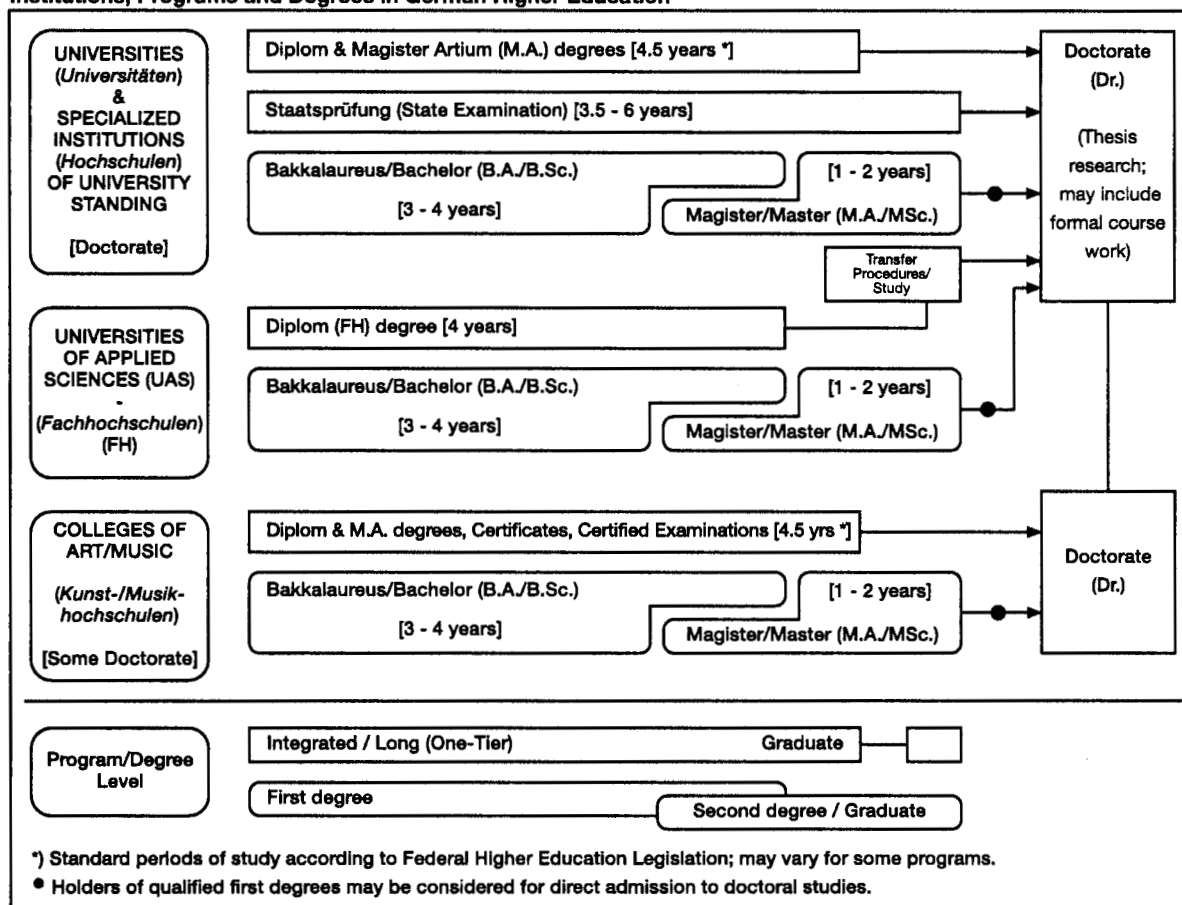 Institutions, Programs and Degrees in German Higher Education
UNIVERSITIES
(Universitäten)
&
SPECIALIZED
INSTITUTIONS
(Hochschulen)
OF UNIVERSITY
STANDING
[Doctorate]
Diplom & Magister Artium (M.A.) degrees [4.5 years *]
Staatsprüfung (State Examination) [3.5 - 6 years]
Bakkalaureus/Bachelor (B.A./B.Sc.)
[3 - 4 years]
[1 - 2 years]
Magister/Master (M.A./MSc.)
Transfer
Procedures/
Study
Doctorate
(Dr.)
(Thesis
research;
may include
formal course
work)
UNIVERSITIES
OF APPLIED
SCIENCES (UAS)
-
(Fachhochschulen)
(FH)
Diplom (FH) degree [4 years]
Bakkalaureus/Bachelor (B.A./B.Sc.)
[3 - 4 years]
[1 - 2 years]
Magister/Master (M.A./MSc.)
COLLEGES OF
ART/MUSIC
(Kunst-/Musik-
hochschulen)
[Some Doctorate]
Diplom & M.A. degrees, Certificates, Certified Examinations [4.5 yrs *]
Bakkalaureus/Bachelor (B.A./B.Sc.)
[3 - 4 years]
[1 - 2 years]
Magister/Master (M.A./MSc.)
Doctorate
(Dr.)
Program/Degree
Level
Integrated / Long (One-Tier) Graduate
First degree
Second degree / Graduate
*) Standard periods of study according to Federal Higher Education Legislation; may vary for some programs.
● Holders of qualified first degrees may be considered for direct admission to doctoral studies.